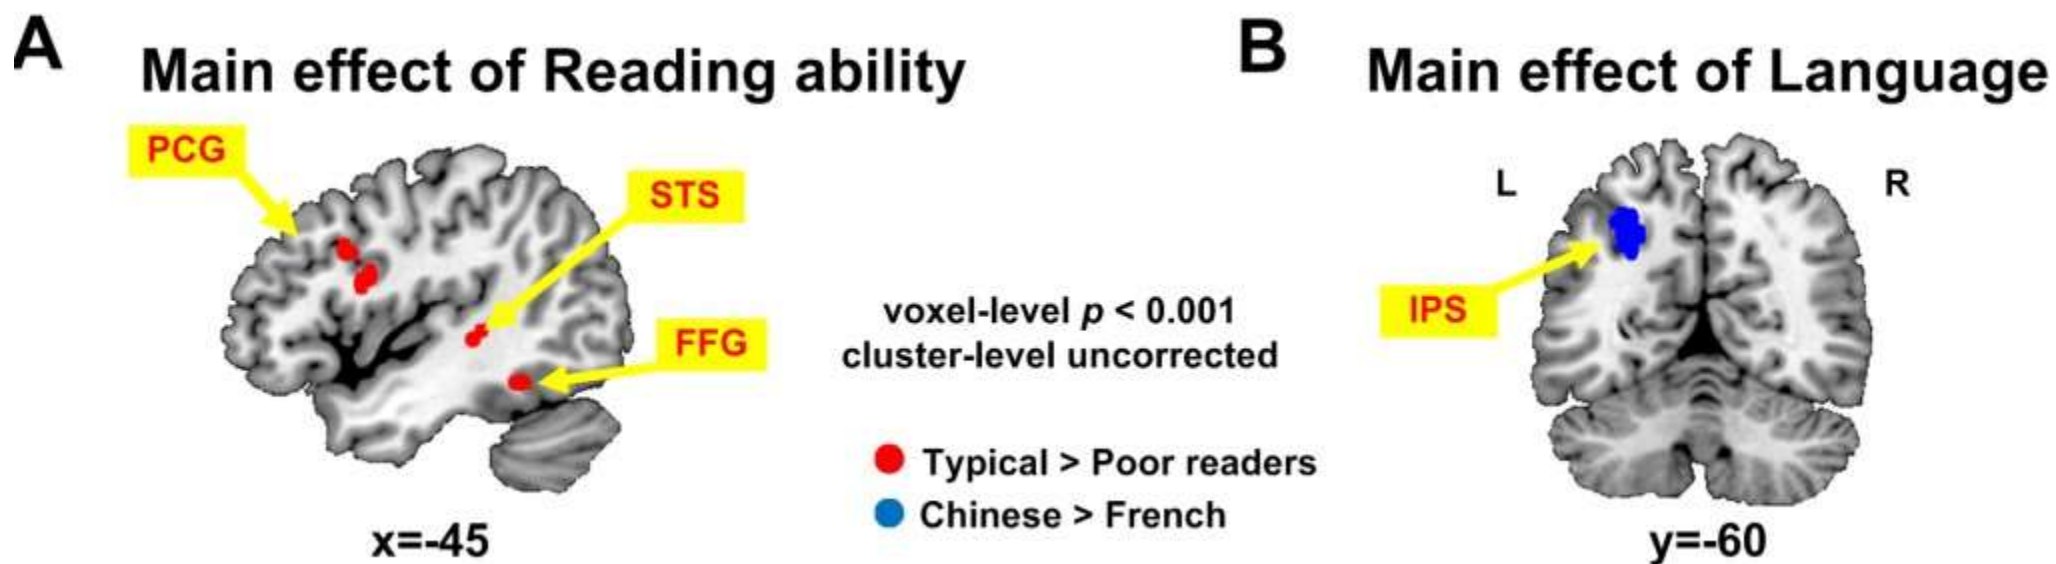 A
Main effect of Reading ability
PCG
STS
FFG
x=-45
voxel-level p < 0.001
cluster-level uncorrected
Typical > Poor readers
Chinese > French
B
Main effect of Language
L
R
IPS
y=-60